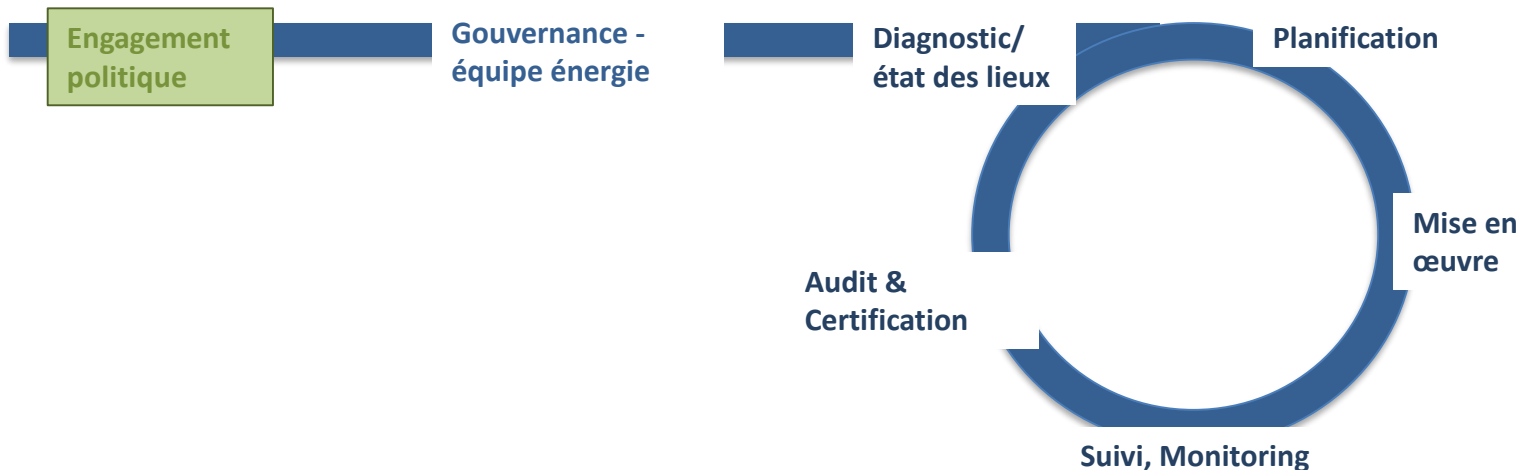 Engagement
politique
Gouvernance -
équipe énergie
Diagnostic/
état des lieux
Planification
Mise en
œuvre
Audit &
Certification
Suivi, Monitoring